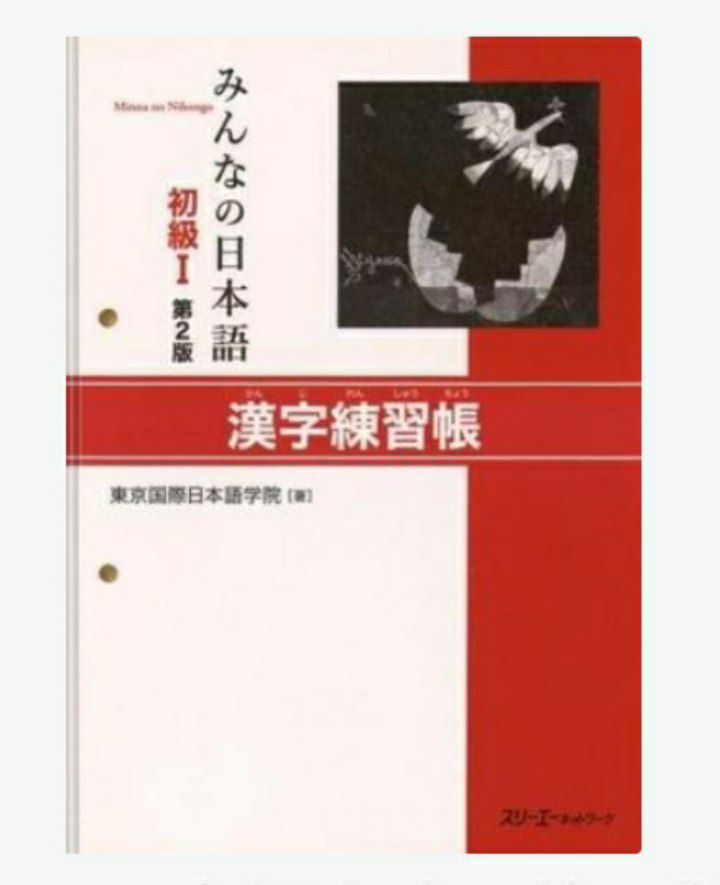 みんなの日本語
Minna no Nihongo
初級I
第2版
かん じ れん しゅう ちょう
漢字練習帳
東京国際日本語学院［著］
スリーエーネットワーク